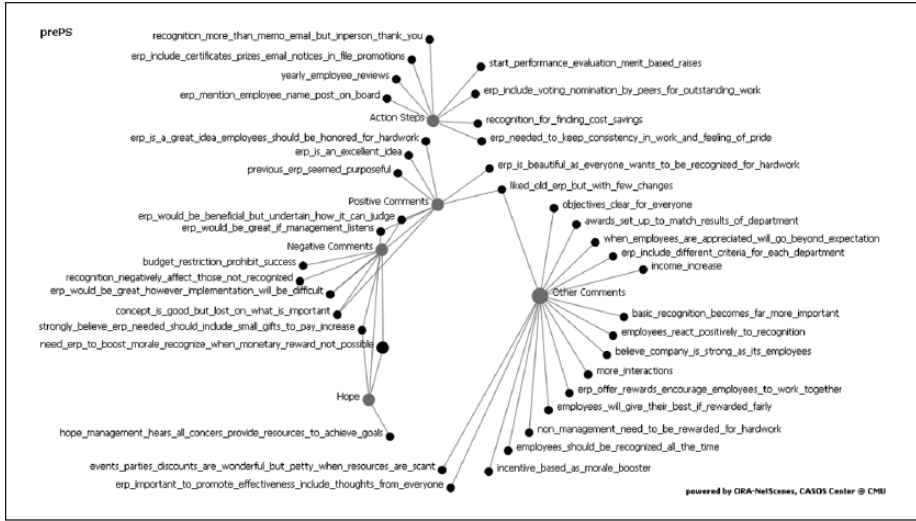 prePS
recognition_more_than_memo_email_but_inperson_thank_you
erp_include_certificates_prizes_email_notices_in_file_promotions
yearly_employee_reviews
erp_mention_employee_name_post_on_board
start_performance_evaluation_merit_based_raises
erp_include_voting_nomination_by_peers_for_outstanding_work
Action Steps
recognition_for_finding_cost_savings
erp_needed_to_keep_consistency_in_work_and_feeling_of_pride
erp_is_a_great_idea_employees_should_be_honored_for_hardwork
erp_is_an_excellent_idea
previous_erp_seemed_purposeful
erp_is_beautiful_as_everyone_wants_to_be_recognized_for_hardwork
liked_old_erp_but_with_few_changes
Positive Comments
objectives_clear_for_everyone
erp_would_be_beneficial_but_undertain_how_it_can_judge
awards_set_up_to_match_results_of_department
erp_would_be_great_if_management_listens
when_employees_are_appreciated_will_go_beyond_expectation
Negative Comments
erp_include_different_criteria_for_each_department
budget_restriction_prohibit_success
income_increase
recognition_negatively_affect_those_not_recognized
erp_would_be_great_however_implementation_will_be_difficult
Other Comments
concept_is_good_but_lost_on_what_is_important
basic_recognition_becomes_far_more_important
strongly_believe_erp_needed_should_include_small_gifts_to_pay_increase
employees_react_positively_to_recognition
need_erp_to_boost_morale_recognize_when_monetary_reward_not_possible
believe_company_is_strong_as_its_employees
more_interactions
erp_offer_rewards_encourage_employees_to_work_together
Hope
employees_will_give_their_best_if_rewarded_fairly
non_management_need_to_be_rewarded_for_hardwork
hope_management_hears_all_concers_provide_resources_to_achieve_goals
employees_should_be_recognized_all_the_time
events_parties_discounts_are_wonderful_but_petty_when_resources_are_scant
incentive_based_as_morale_booster
erp_important_to_promote_effectiveness_include_thoughts_from_everyone
powered by ORA-NetScenes, CASOS Center @ CMU